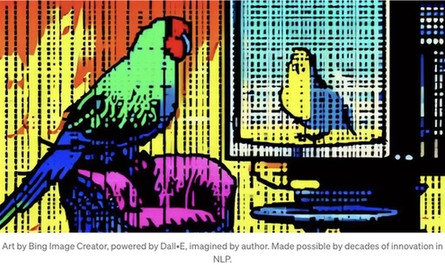 Art by Bing Image Creator, powered by Dall•E, imagined by author. Made possible by decades of innovation in
NLP.